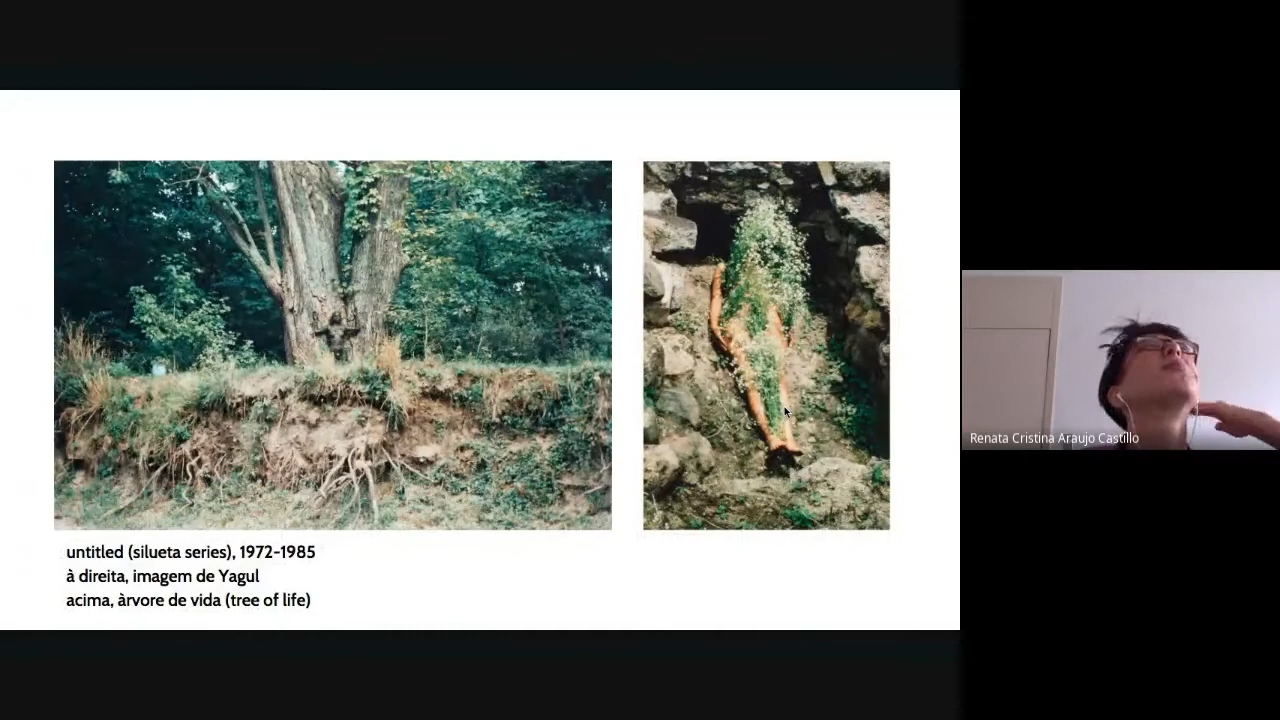 untitled (silueta series), 1972-1985
à direita, imagem de Yagul
acima, àrvore de vida (tree of life)
Renata Cristina Araujo Castillo